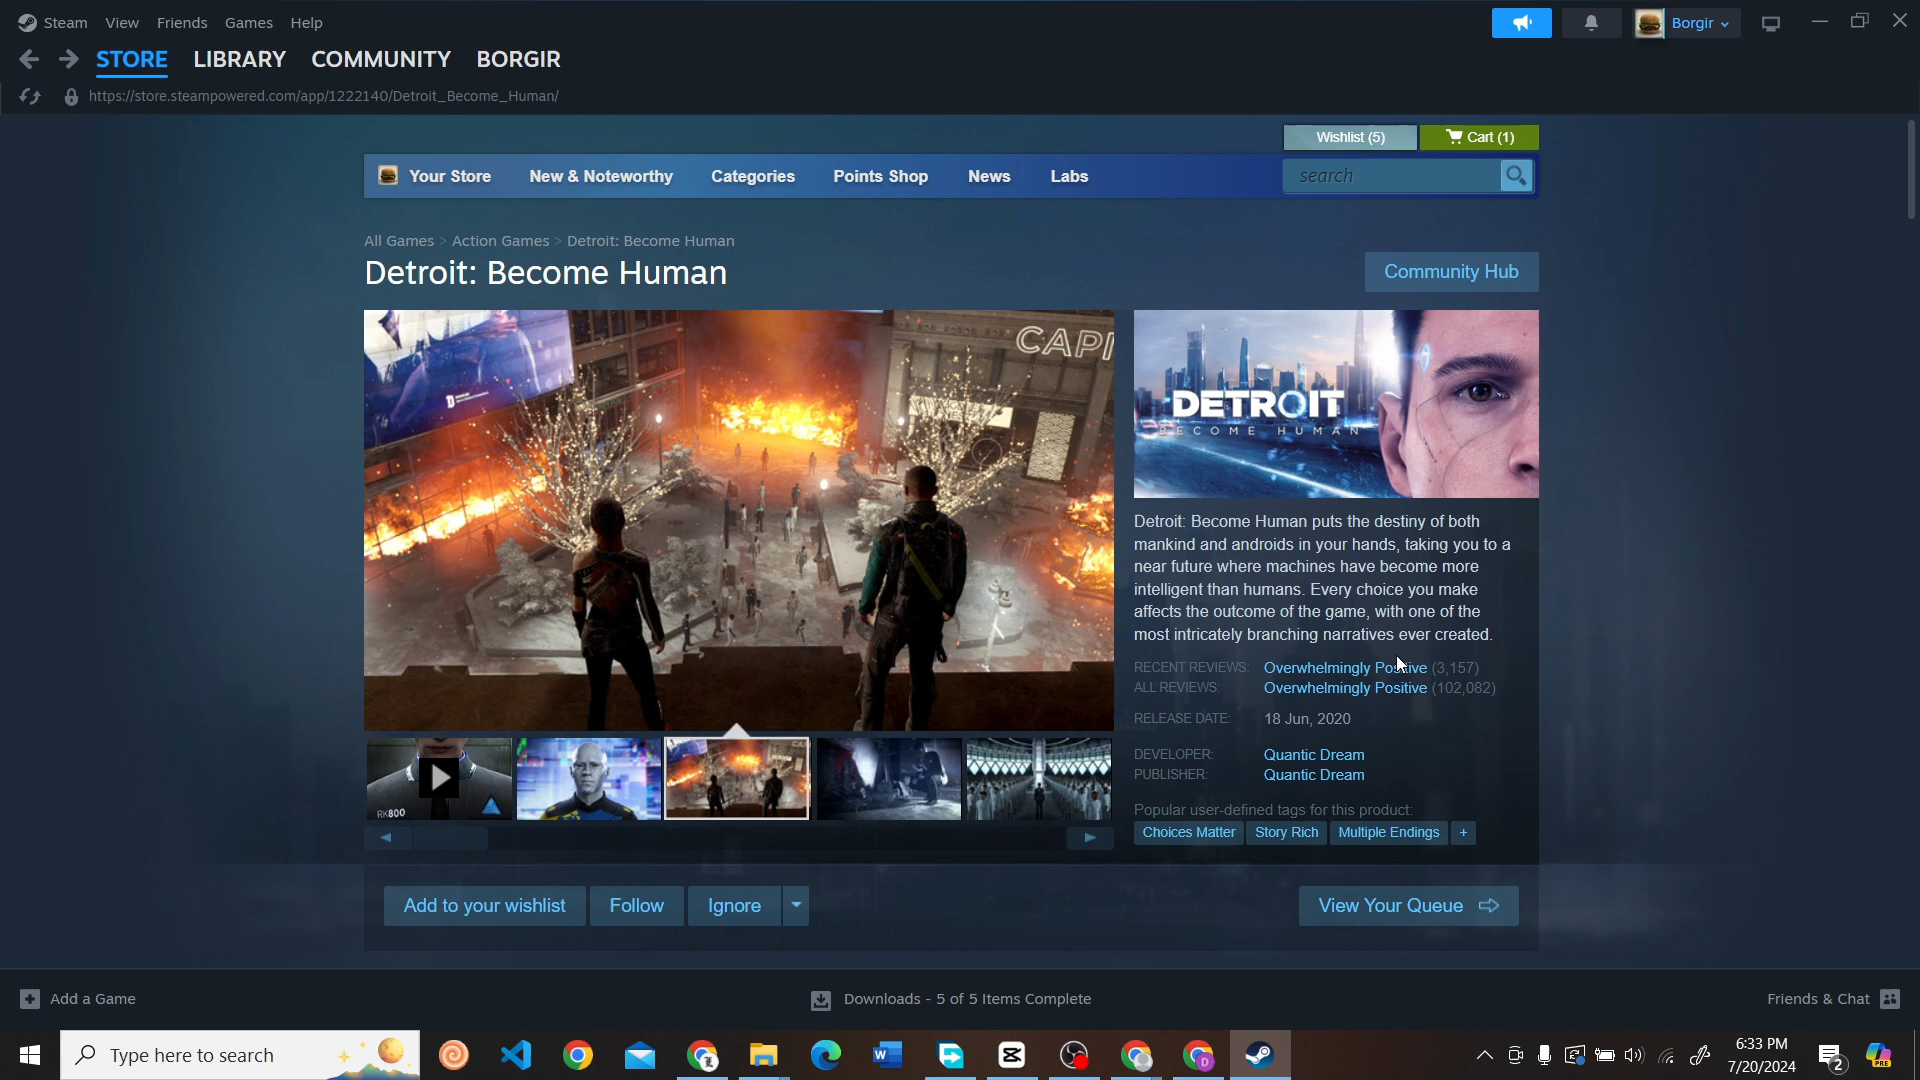 Steam View Friends Games Help
Borgir
STORE LIBRARY COMMUNITY BORGIR
https://store.steampowered.com/app/1222140/Detroit_Become_Human/
Wishlist (5) Cart (1)
Your Store New & Noteworthy Categories Points Shop News Labs search
All Games > Action Games > Detroit: Become Human
Detroit: Become Human
Community Hub
CAPI
DETROIT
BECOME HUMAN
Detroit: Become Human puts the destiny of both
mankind and androids in your hands, taking you to a
near future where machines have become more
intelligent than humans. Every choice you make
affects the outcome of the game, with one of the
most intricately branching narratives ever created.
RECENT REVIEWS: Overwhelmingly Positive (3,157)
ALL REVIEWS: Overwhelmingly Positive (102,082)
RELEASE DATE: 18 Jun, 2020
DEVELOPER: Quantic Dream
PUBLISHER: Quantic Dream
Popular user-defined tags for this product:
Choices Matter Story Rich Multiple Endings +
RK800
Add to your wishlist Follow Ignore
View Your Queue
Add a Game
Downloads - 5 of 5 Items Complete
Friends & Chat
Type here to search
6:33 PM
7/20/2024
2
PRE